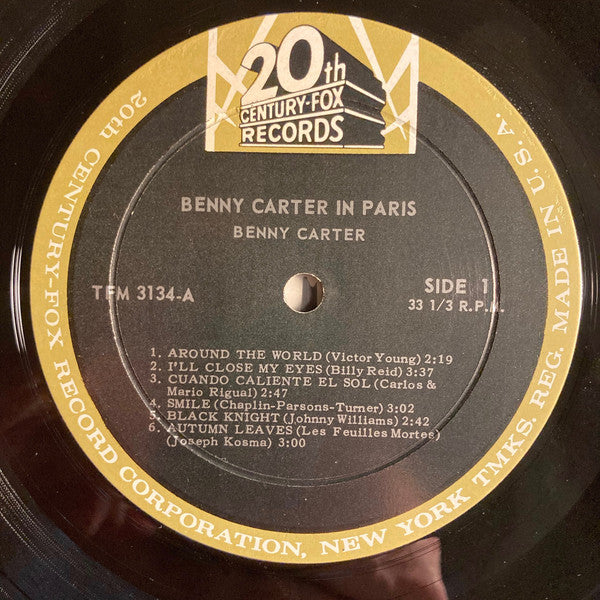 20th
CENTURY-FOX
RECORDS
20th CENTURY-FOX RECORD CORPORATION, NEW YORK TMKS. REG. MADE IN U.S.A.
BENNY CARTER IN PARIS
BENNY CARTER
TFM 3134-A
SIDE 1
33 1/3 R.P.M.
1. AROUND THE WORLD (Victor Young) 2:19
2. I'LL CLOSE MY EYES (Billy Reid) 3:37
3. CUANDO CALIENTE EL SOL (Carlos &
Mario Rigual) 2:47
4. SMILE (Chaplin-Parsons-Turner) 3:02
5. BLACK KNIGHT (Johnny Williams) 2:42
6. AUTUMN LEAVES (Les Feuilles Mortes)
(Joseph Kosma) 3:00